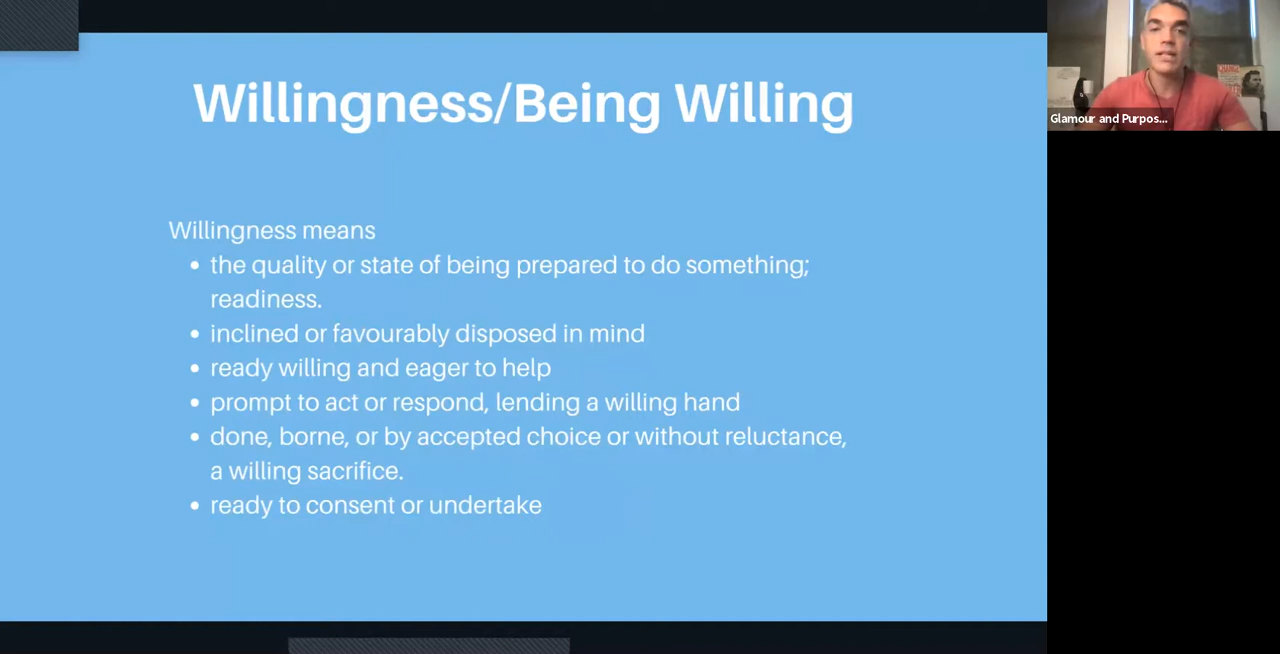 Willingness/Being Willing
Willingness means
• the quality or state of being prepared to do something;
readiness.
• inclined or favourably disposed in mind
• ready willing and eager to help
• prompt to act or respond, lending a willing hand
• done, borne, or by accepted choice or without reluctance,
a willing sacrifice.
• ready to consent or undertake
Glamour and Purpos...